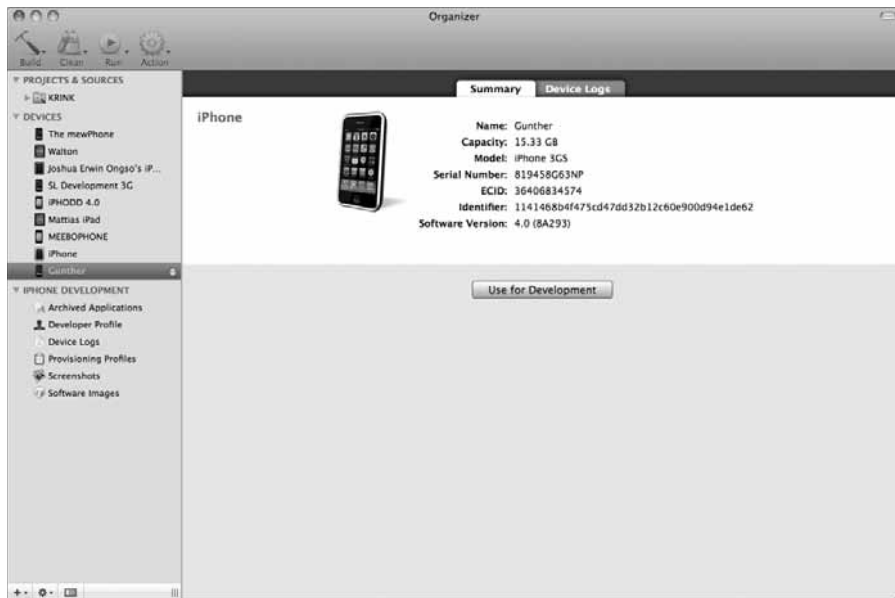 Organizer
Build Clean Run Action
PROJECTS & SOURCES
KRINK
DEVICES
The mewPhone
Walton
Joshua Erwin Ongso's iP...
SL Development 3G
iPHODD 4.0
Mattias iPad
MEEBOPHONE
iPhone
Gunther
IPHONE DEVELOPMENT
Archived Applications
Developer Profile
Device Logs
Provisioning Profiles
Screenshots
Software Images
Summary Device Logs
iPhone
Name: Gunther
Capacity: 15.33 GB
Model: iPhone 3GS
Serial Number: 819458G63NP
ECID: 36406834574
Identifier: 1141468b4f475cd47dd32b12c60e900d94e1de62
Software Version: 4.0 (8A293)
Use for Development